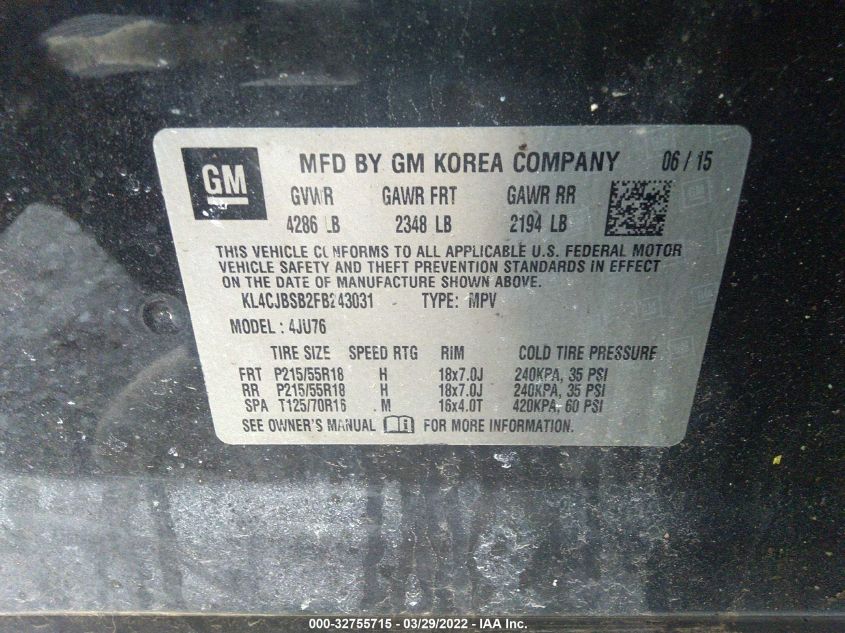 GM
MFD BY GM KOREA COMPANY 06 / 15
GVWR GAWR FRT GAWR RR
4286 LB 2348 LB 2194 LB
THIS VEHICLE CONFORMS TO ALL APPLICABLE U.S. FEDERAL MOTOR
VEHICLE SAFETY AND THEFT PREVENTION STANDARDS IN EFFECT
ON THE DATE OF MANUFACTURE SHOWN ABOVE.
KL4CJBSB2FB243031 TYPE: MPV
MODEL : 4JU76
TIRE SIZE SPEED RTG RIM COLD TIRE PRESSURE
FRT P215/55R18 H 18x7.0J 240KPA, 35 PSI
RR P215/55R18 H 18x7.0J 240KPA, 35 PSI
SPA T125/70R16 M 16x4.0T 420KPA, 60 PSI
SEE OWNER'S MANUAL FOR MORE INFORMATION.
000-32755715 - 03/29/2022 - IAA Inc.